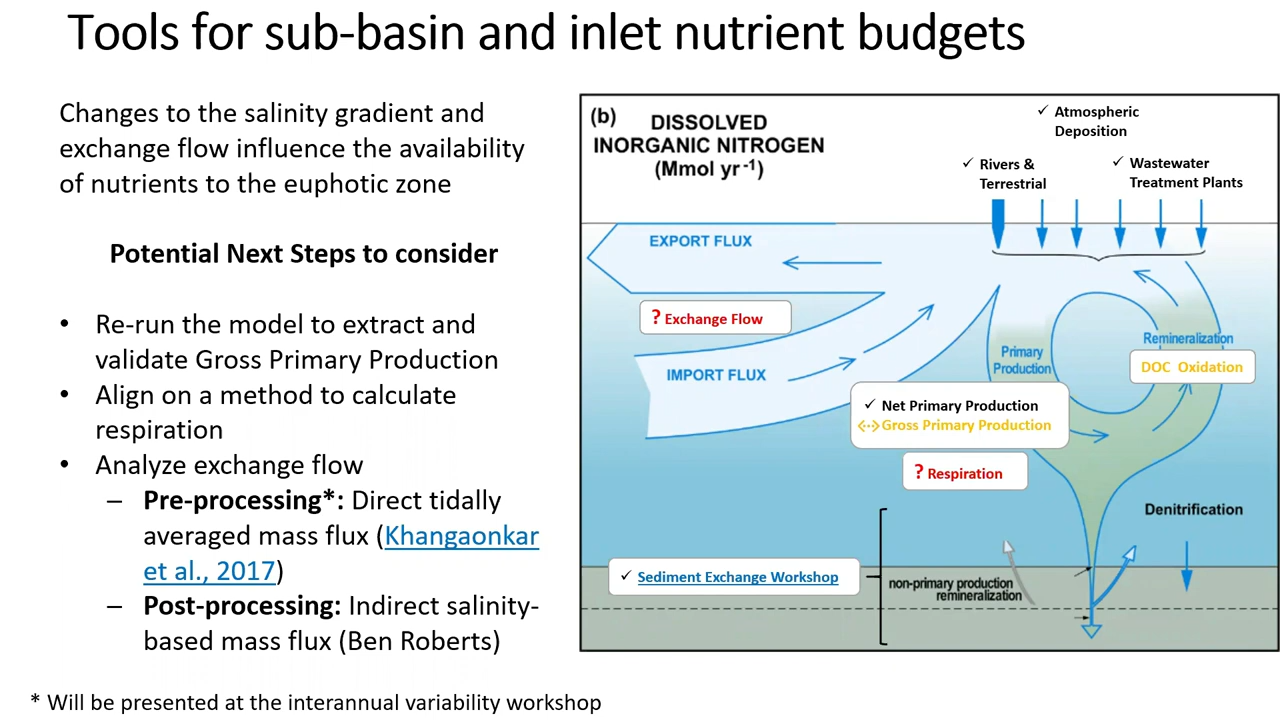 Tools for sub-basin and inlet nutrient budgets
Changes to the salinity gradient and
exchange flow influence the availability
of nutrients to the euphotic zone
Potential Next Steps to consider
• Re-run the model to extract and
validate Gross Primary Production
• Align on a method to calculate
respiration
• Analyze exchange flow
– Pre-processing*: Direct tidally
averaged mass flux (Khangaonkar
et al., 2017)
– Post-processing: Indirect salinity-
based mass flux (Ben Roberts)
* Will be presented at the interannual variability workshop
(b)
DISSOLVED
INORGANIC NITROGEN
(Mmol yr⁻¹)
✓ Atmospheric
Deposition
✓ Rivers &
Terrestrial
✓ Wastewater
Treatment Plants
EXPORT FLUX
? Exchange Flow
IMPORT FLUX
Primary
Production
Remineralization
DOC Oxidation
✓ Net Primary Production
Gross Primary Production
? Respiration
Denitrification
✓ Sediment Exchange Workshop
non-primary production
remineralization